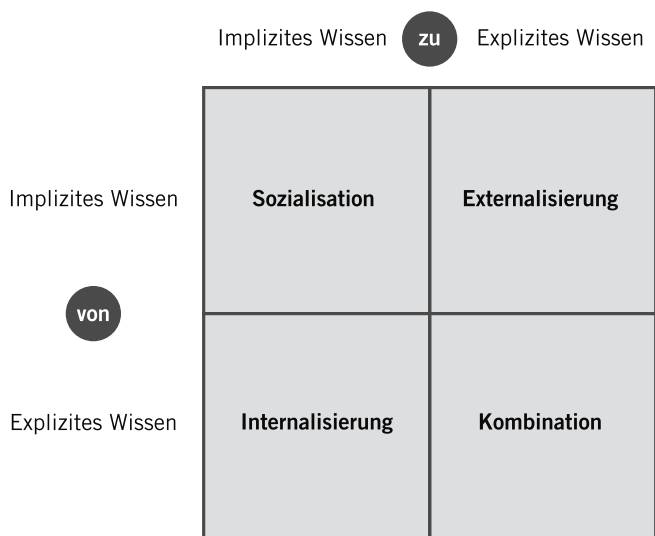 Implizites Wissen zu Explizites Wissen
Implizites Wissen Sozialisation Externalisierung
von
Explizites Wissen Internalisierung Kombination